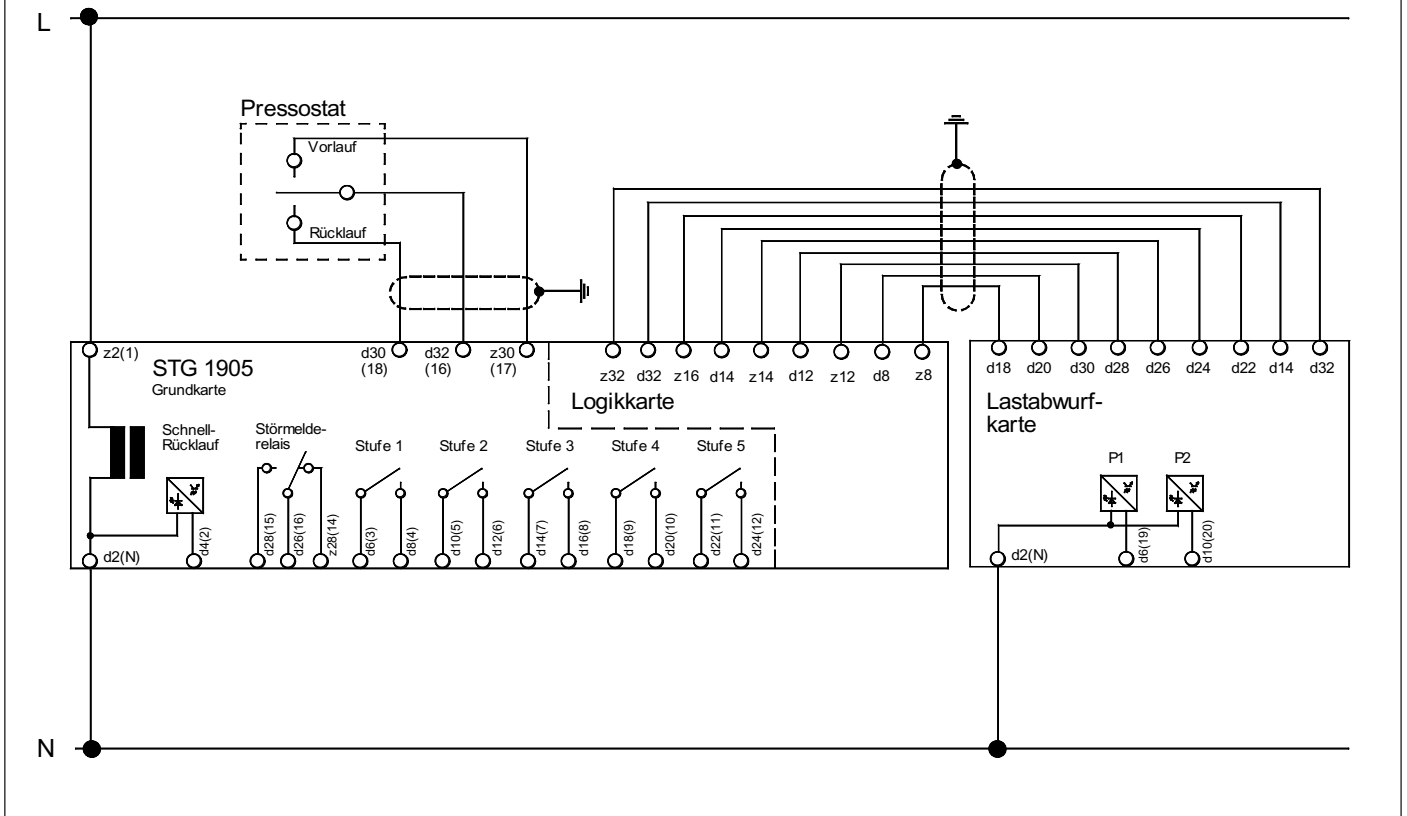 L
Pressostat
Vorlauf
Rücklauf
z2(1)
STG 1905
Grundkarte
d30
(18)
d32
(16)
z30
(17)
z32
d32
z16
d14
z14
d12
z12
d8
z8
d18
d20
d30
d28
d26
d24
d22
d14
d32
Logikkarte
Lastabwurf-
karte
Schnell-
Rücklauf
Störmelde-
relais
Stufe 1
Stufe 2
Stufe 3
Stufe 4
Stufe 5
P1
P2
d2(N)
d4(2)
d28(15)
d26(16)
z28(14)
d6(3)
d8(4)
d10(5)
d12(6)
d14(7)
d16(8)
d18(9)
d20(10)
d22(11)
d24(12)
d2(N)
d6(19)
d10(20)
N